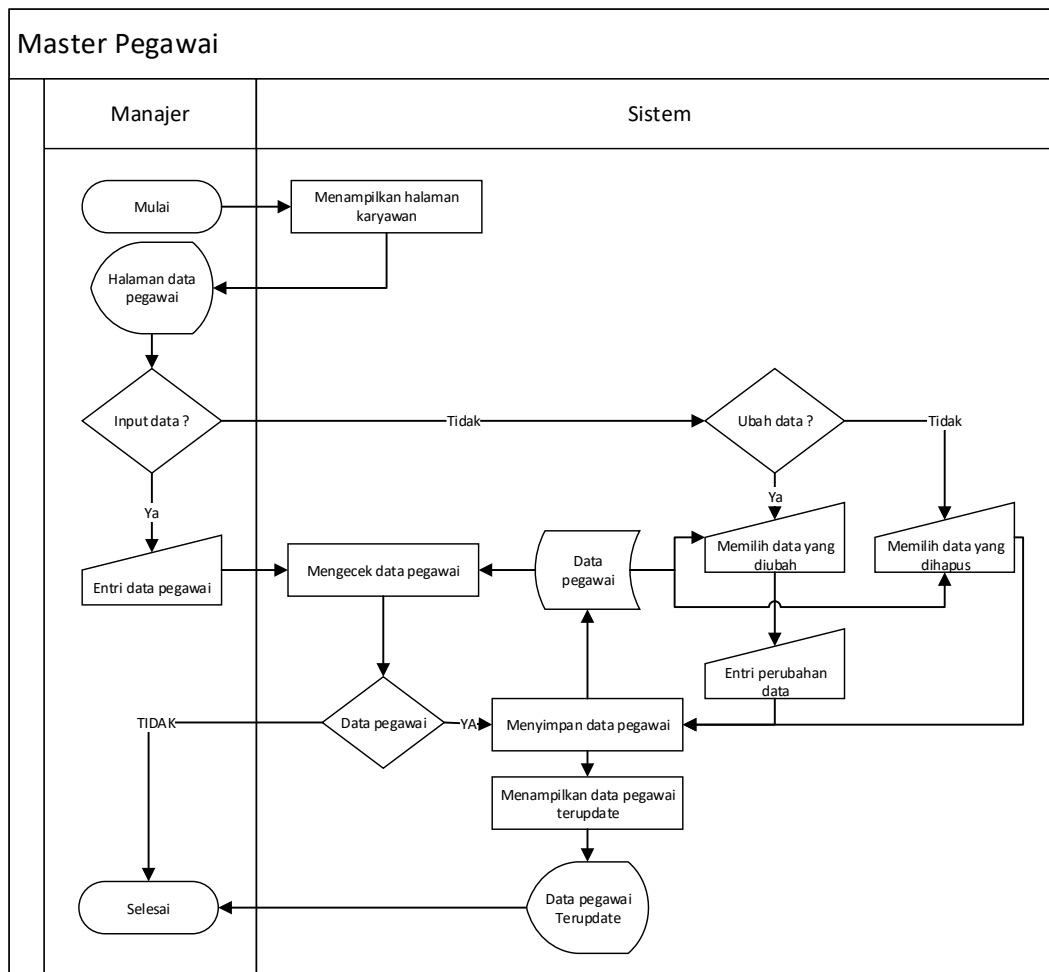 Master Pegawai
Manajer
Sistem
Mulai
Menampilkan halaman
karyawan
Halaman data
pegawai
Input data ?
Tidak
Ubah data ?
Tidak
Ya
Ya
Entri data pegawai
Mengecek data pegawai
Data
pegawai
Memilih data yang
diubah
Memilih data yang
dihapus
Entri perubahan
data
TIDAK
Data pegawai
YA
Menyimpan data pegawai
Menampilkan data pegawai
terupdate
Selesai
Data pegawai
Terupdate